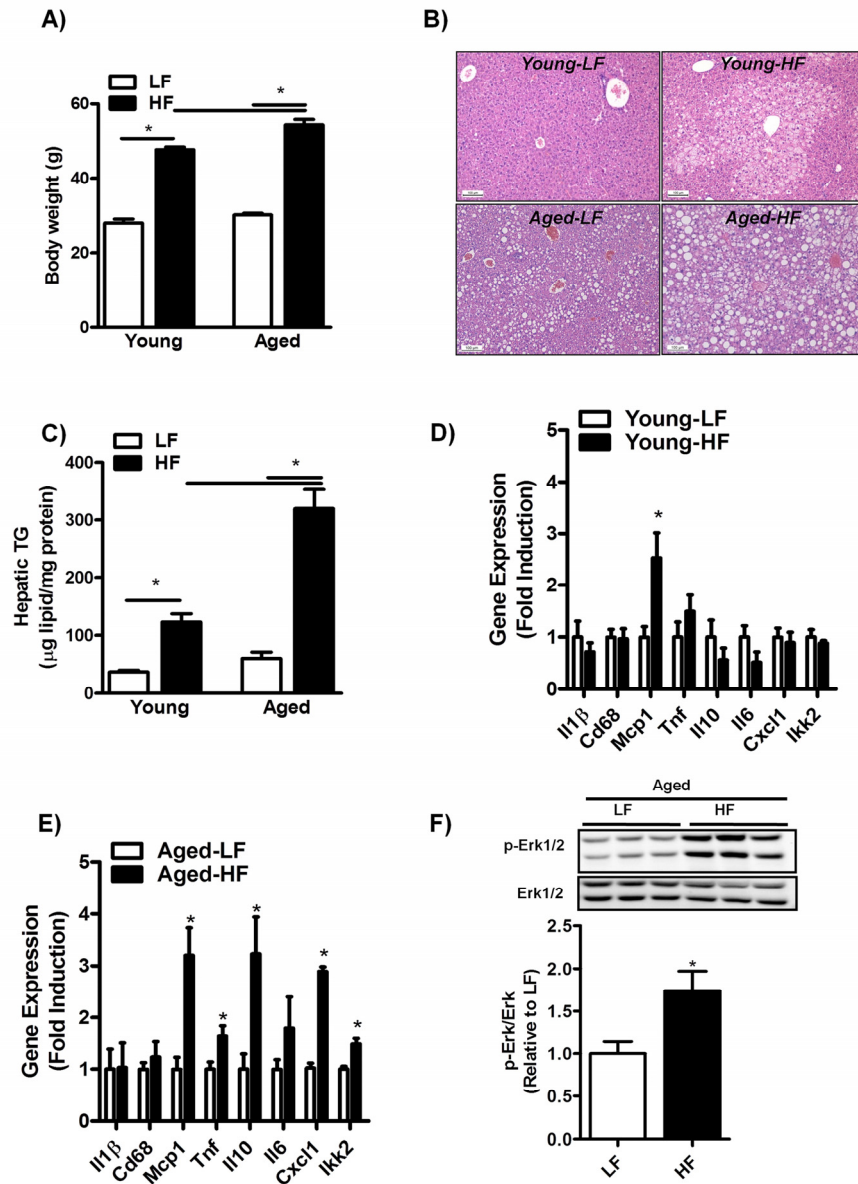 A)
LF
HF
Body weight (g)
60
40
20
0
*
*
Young
Aged
B)
Young-LF
Young-HF
Aged-LF
Aged-HF
C)
LF
HF
Hepatic TG
(µg lipid/mg protein)
400
300
200
100
0
*
*
Young
Aged
D)
Young-LF
Young-HF
Gene Expression
(Fold Induction)
5
4
3
2
1
0
*
Il1β
Cd68
Mcp1
Tnf
Il10
Il6
Cxcl1
Ikk2
E)
Aged-LF
Aged-HF
Gene Expression
(Fold Induction)
5
4
3
2
1
0
*
*
*
*
*
Il1β
Cd68
Mcp1
Tnf
Il10
Il6
Cxcl1
Ikk2
F)
Aged
LF
HF
p-Erk1/2
Erk1/2
p-Erk/Erk
(Relative to LF)
2.5
2.0
1.5
1.0
0.5
0.0
*
LF
HF